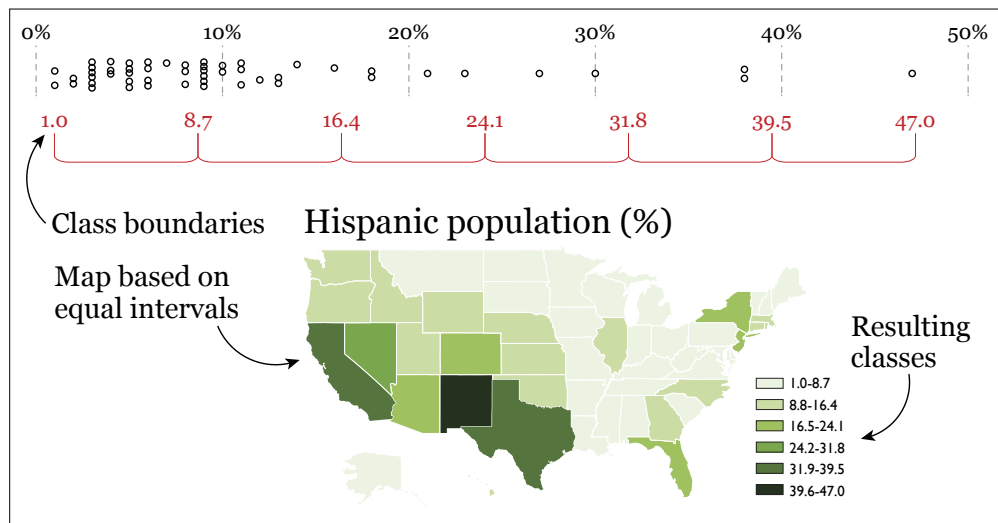 0% 10% 20% 30% 40% 50%
1.0 8.7 16.4 24.1 31.8 39.5 47.0
Class boundaries
Hispanic population (%)
Map based on
equal intervals
Resulting
classes
1.0-8.7
8.8-16.4
16.5-24.1
24.2-31.8
31.9-39.5
39.6-47.0